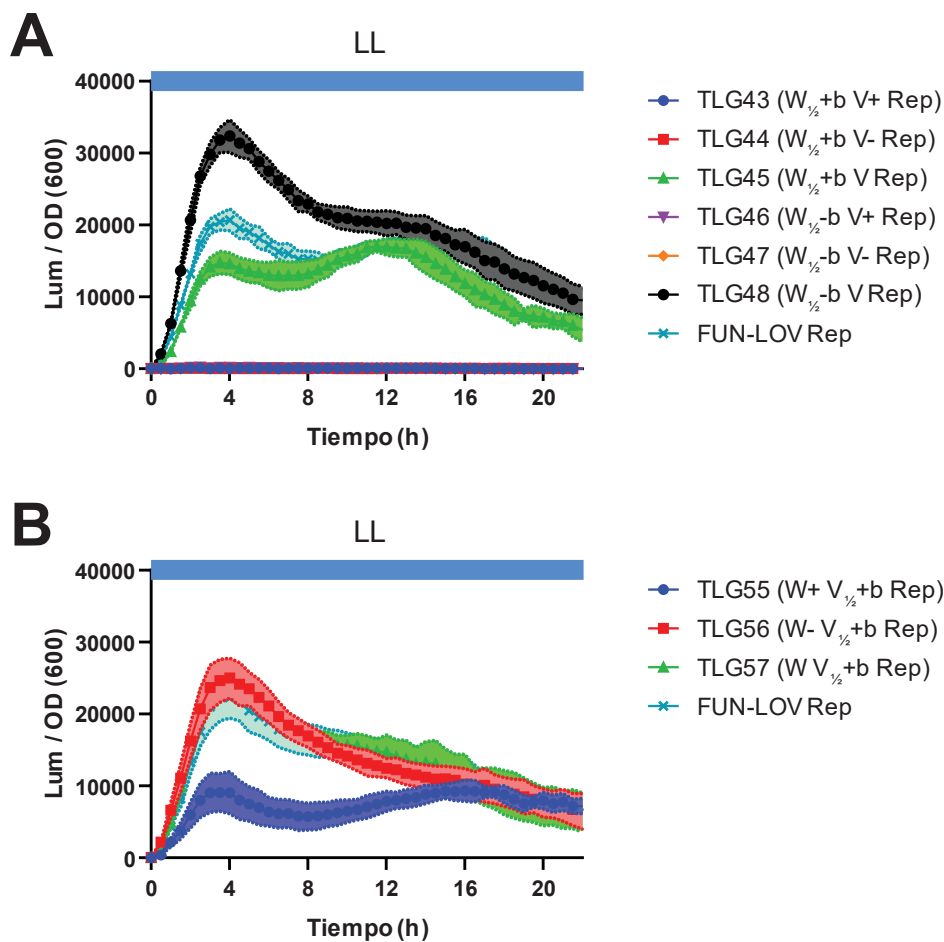 A
LL
40000
30000
20000
10000
0
Lum / OD (600)
0 4 8 12 16 20
Tiempo (h)
TLG43 (W½+b V+ Rep)
TLG44 (W½+b V- Rep)
TLG45 (W½+b V Rep)
TLG46 (W½-b V+ Rep)
TLG47 (W½-b V- Rep)
TLG48 (W½-b V Rep)
FUN-LOV Rep
B
LL
40000
30000
20000
10000
0
Lum / OD (600)
0 4 8 12 16 20
Tiempo (h)
TLG55 (W+ V½+b Rep)
TLG56 (W- V½+b Rep)
TLG57 (W V½+b Rep)
FUN-LOV Rep